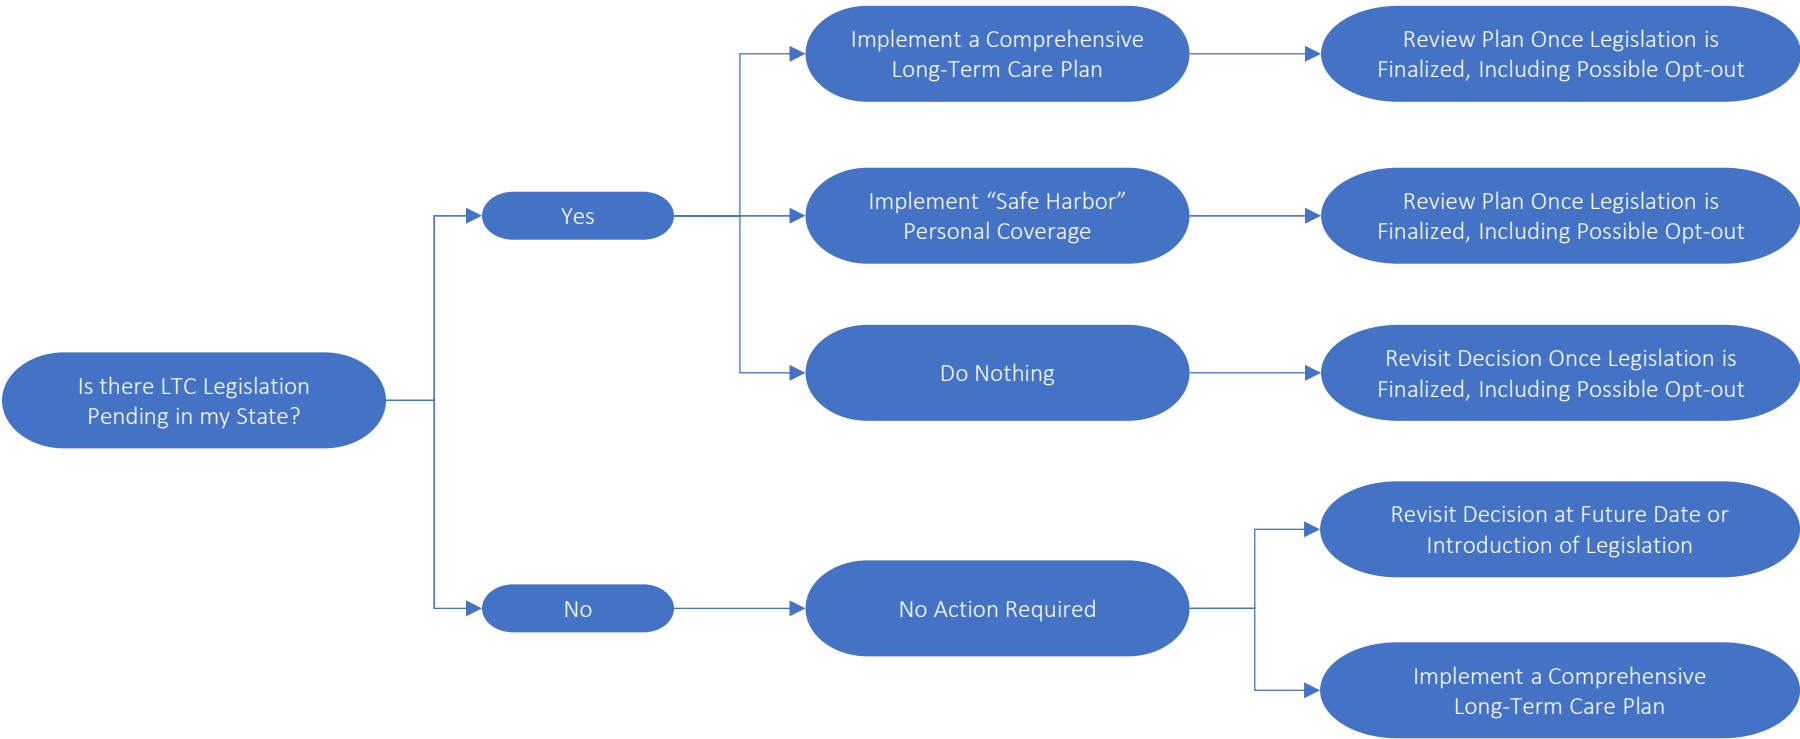 Is there LTC Legislation
Pending in my State?
Yes
Implement a Comprehensive
Long-Term Care Plan
Review Plan Once Legislation is
Finalized, Including Possible Opt-out
Implement “Safe Harbor”
Personal Coverage
Review Plan Once Legislation is
Finalized, Including Possible Opt-out
Do Nothing
Revisit Decision Once Legislation is
Finalized, Including Possible Opt-out
No
No Action Required
Revisit Decision at Future Date or
Introduction of Legislation
Implement a Comprehensive
Long-Term Care Plan